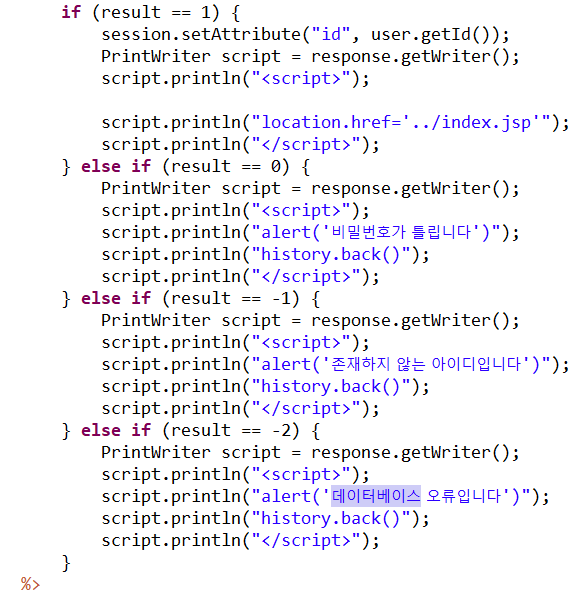 if (result == 1) {
session.setAttribute("id", user.getId());
PrintWriter script = response.getWriter();
script.println("<script>");
script.println("location.href='../index.jsp'");
script.println("</script>");
} else if (result == 0) {
PrintWriter script = response.getWriter();
script.println("<script>");
script.println("alert('비밀번호가 틀립니다')");
script.println("history.back()");
script.println("</script>");
} else if (result == -1) {
PrintWriter script = response.getWriter();
script.println("<script>");
script.println("alert('존재하지 않는 아이디입니다')");
script.println("history.back()");
script.println("</script>");
} else if (result == -2) {
PrintWriter script = response.getWriter();
script.println("<script>");
script.println("alert('데이터베이스 오류입니다')");
script.println("history.back()");
script.println("</script>");
}
%>